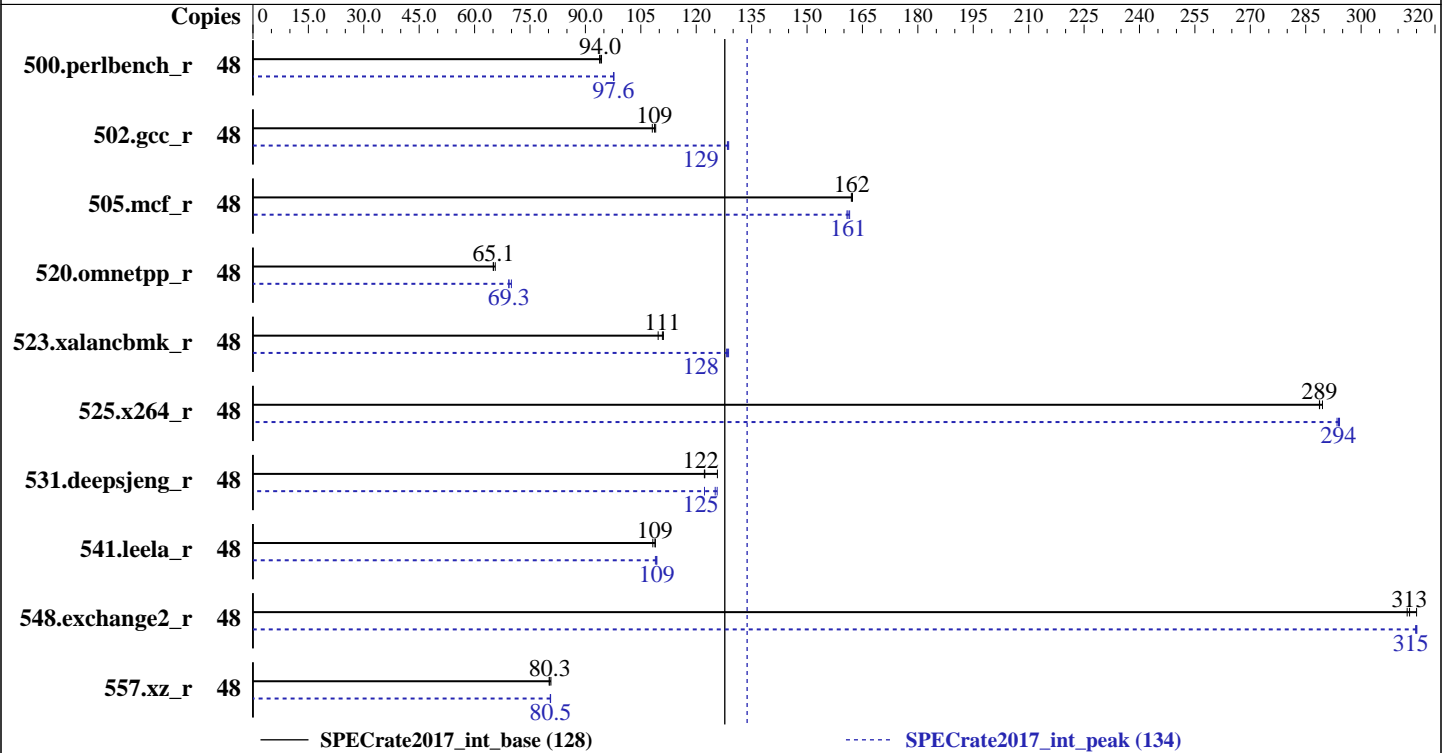 Copies 0 15.0 30.0 45.0 60.0 75.0 90.0 105 120 135 150 165 180 195 210 225 240 255 270 285 300 320
94.0
500.perlbench_r 48
97.6
109
502.gcc_r 48
129
162
505.mcf_r 48
161
65.1
520.omnetpp_r 48
69.3
111
523.xalancbmk_r 48
128
289
525.x264_r 48
294
122
531.deepsjeng_r 48
125
109
541.leela_r 48
109
313
548.exchange2_r 48
315
80.3
557.xz_r 48
80.5
SPECrate2017_int_base (128) SPECrate2017_int_peak (134)